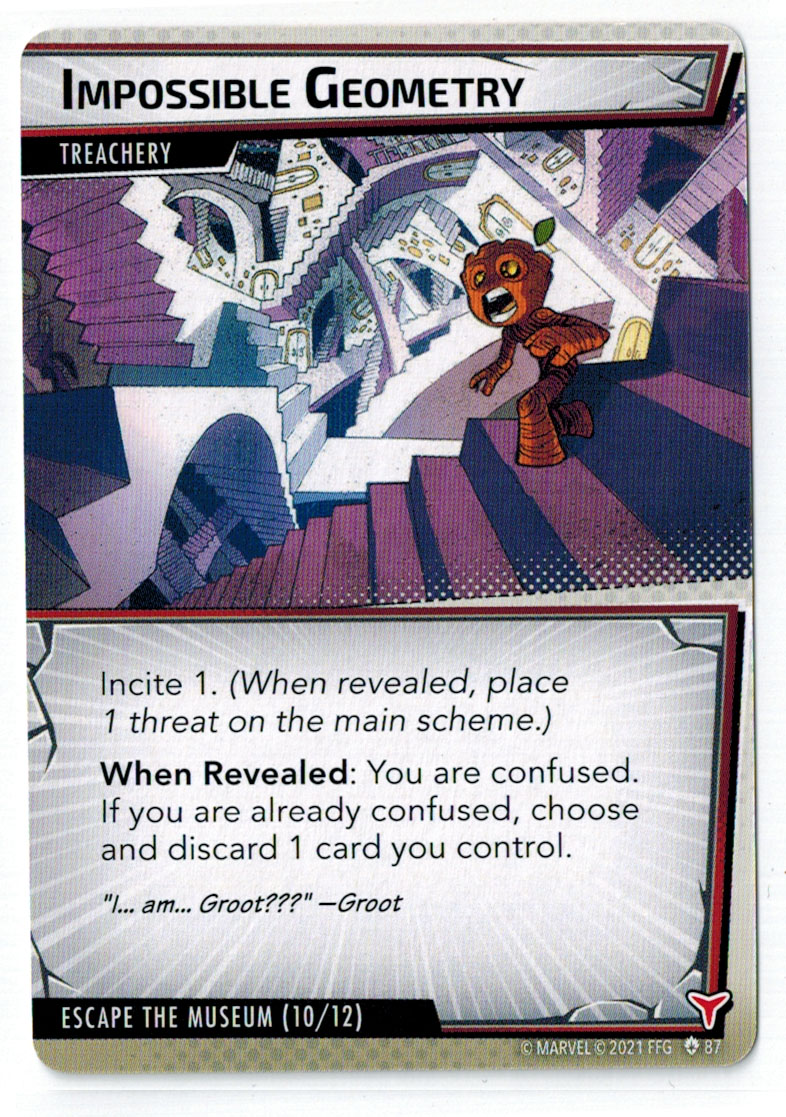 IMPOSSIBLE GEOMETRY
TREACHERY
Incite 1. (When revealed, place
1 threat on the main scheme.)
When Revealed: You are confused.
If you are already confused, choose
and discard 1 card you control.
"I... am... Groot???" —Groot
ESCAPE THE MUSEUM (10/12)
© MARVEL © 2021 FFG 87